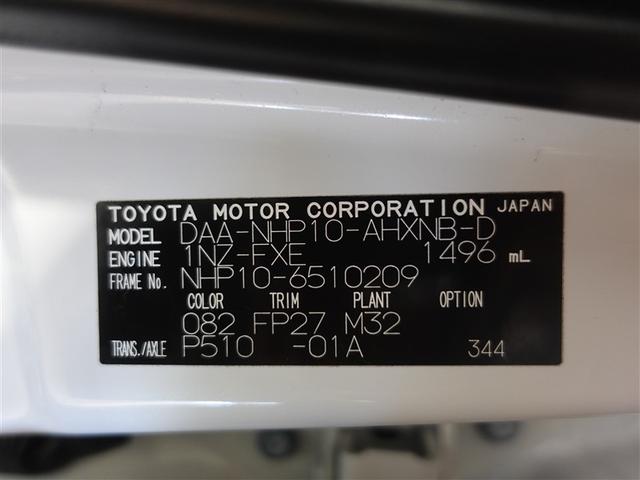 TOYOTA MOTOR CORPORATION JAPAN
MODEL DAA-NHP10-AHXNB-D
ENGINE 1NZ-FXE 1496 mL
FRAME No. NHP10-6510209
COLOR TRIM PLANT OPTION
082 FP27 M32
TRANS./AXLE P510 -01A 344